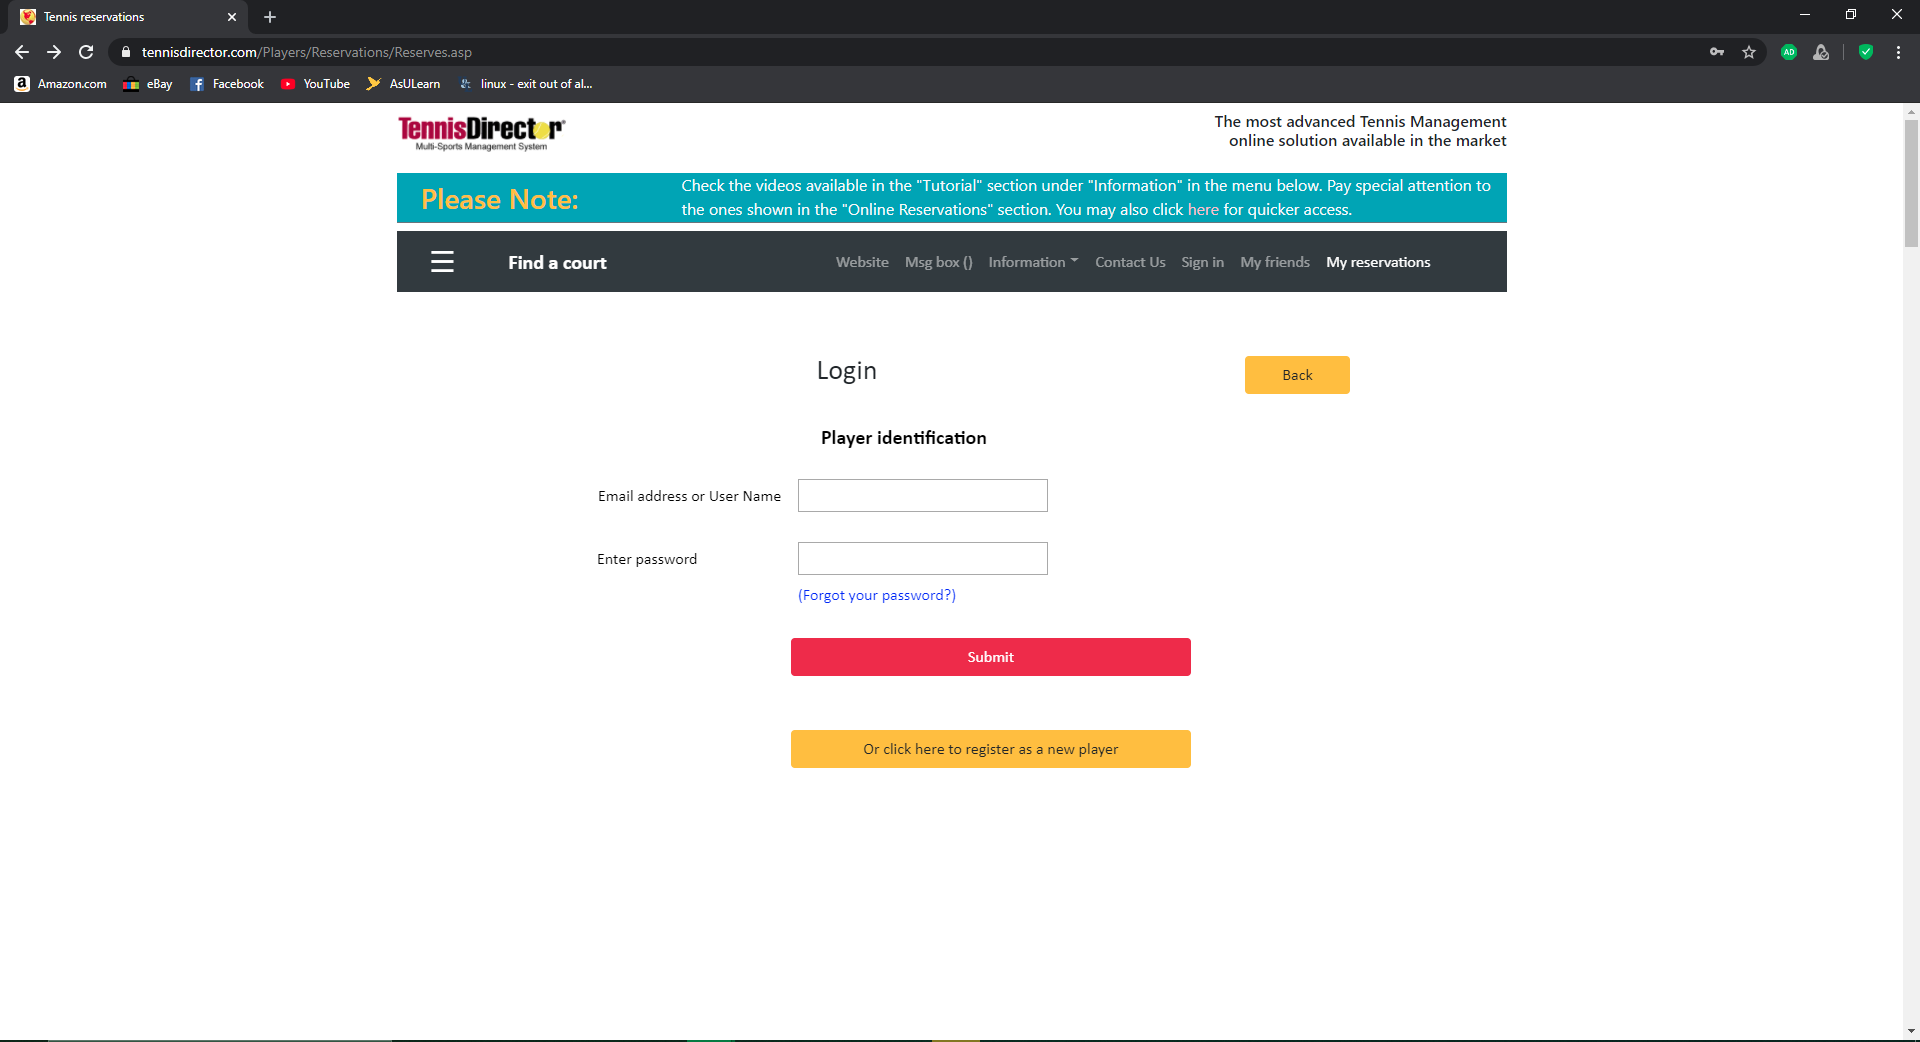 Tennis reservations
tennisdirector.com/Players/Reservations/Reserves.asp
AD
Amazon.com eBay Facebook YouTube AsULearn linux - exit out of al...
TennisDirector®
Multi-Sports Management System
The most advanced Tennis Management
online solution available in the market
Please Note:
Check the videos available in the "Tutorial" section under "Information" in the menu below. Pay special attention to
the ones shown in the "Online Reservations" section. You may also click here for quicker access.
Find a court Website Msg box () Information Contact Us Sign in My friends My reservations
Login
Back
Player identification
Email address or User Name
Enter password
(Forgot your password?)
Submit
Or click here to register as a new player